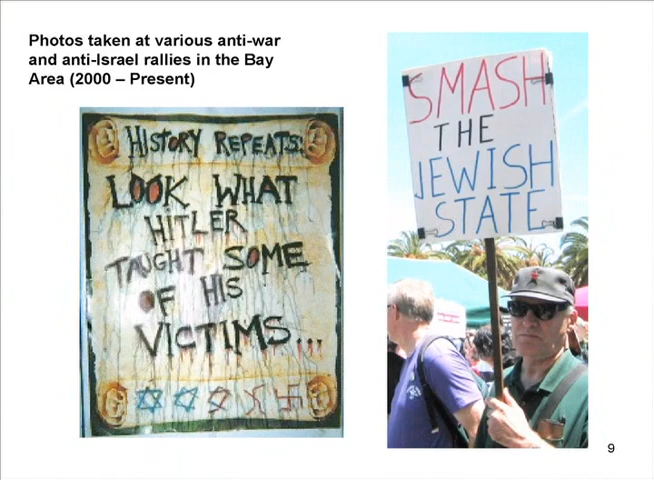 Photos taken at various anti-war
and anti-Israel rallies in the Bay
Area (2000 – Present)
HISTORY REPEATS:
LOOK WHAT
HITLER
TAUGHT SOME
OF HIS
VICTIMS...
SMASH
THE
JEWISH
STATE
9